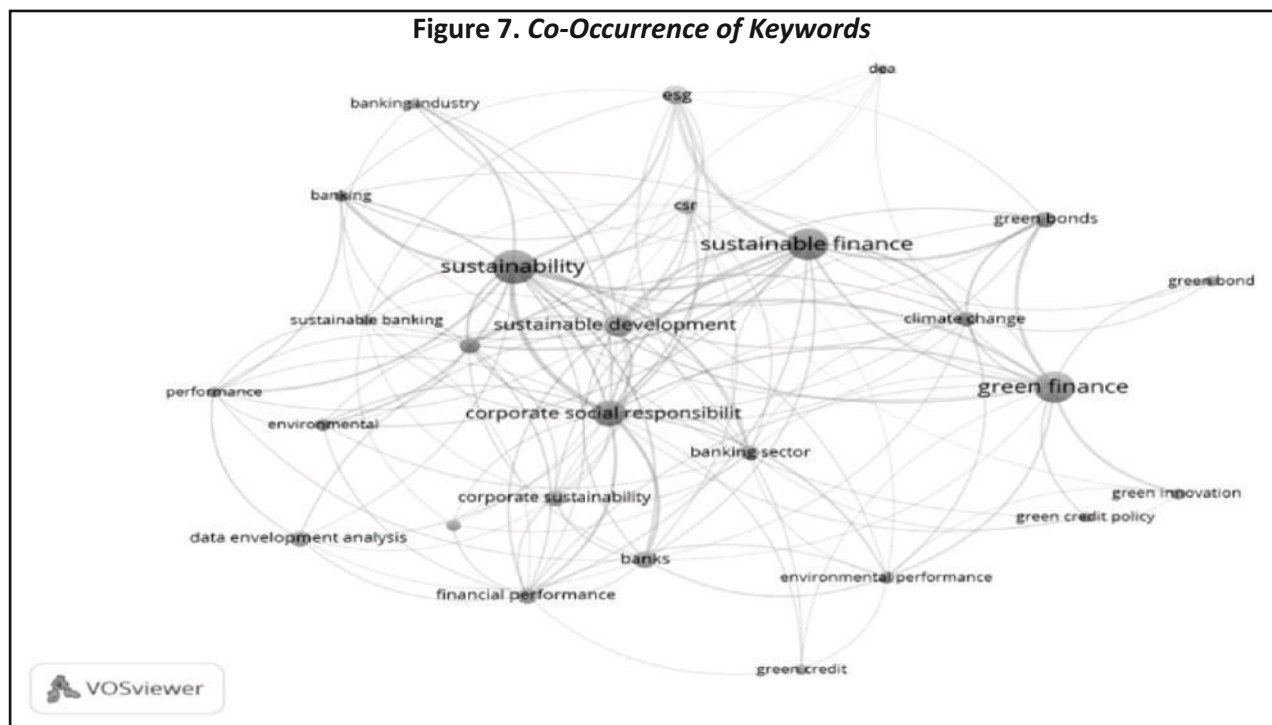 Figure 7. Co-Occurrence of Keywords
dea
esg
banking industry
banking
csr
green bonds
sustainable finance
sustainability
green bond
sustainable banking
sustainable development
climate change
performance
green finance
corporate social responsibilit
environmental
banking sector
corporate sustainability
green innovation
green credit policy
data envelopment analysis
banks
environmental performance
financial performance
green credit
VOSviewer